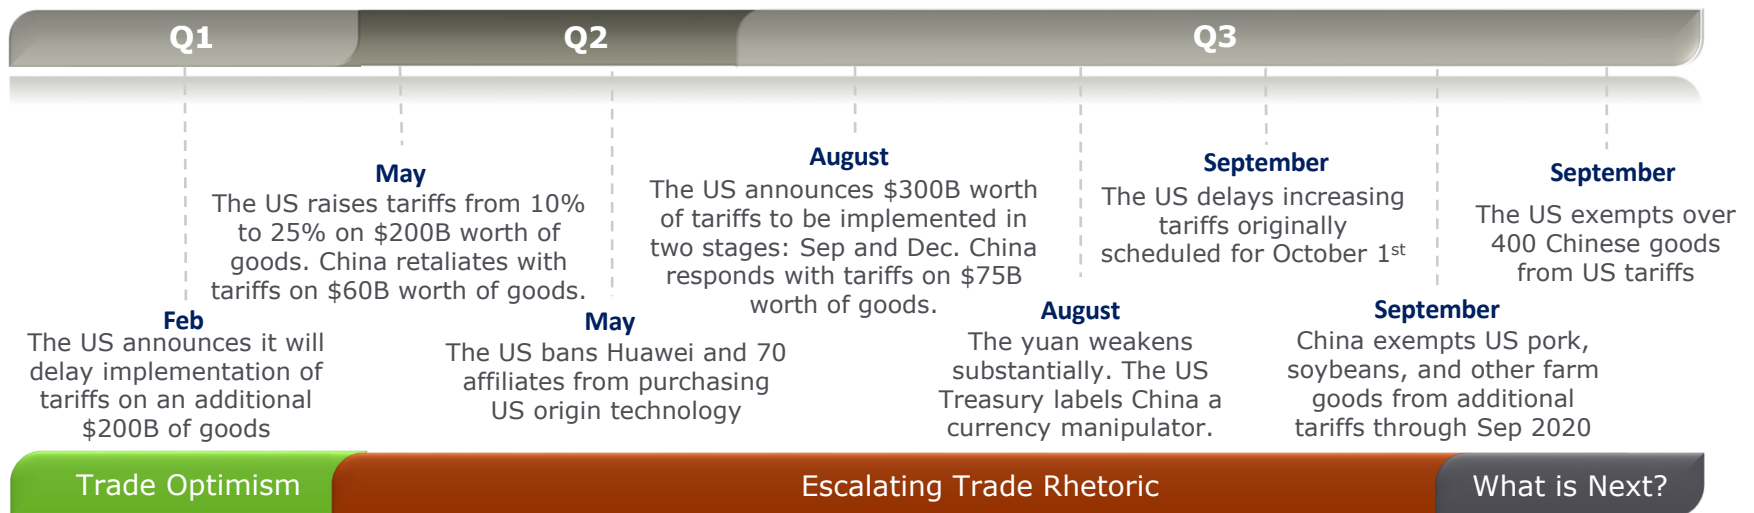 Q1
Q2
Q3
Feb
The US announces it will
delay implementation of
tariffs on an additional
$200B of goods
May
The US raises tariffs from 10%
to 25% on $200B worth of
goods. China retaliates with
tariffs on $60B worth of goods.
May
The US bans Huawei and 70
affiliates from purchasing
US origin technology
August
The US announces $300B worth
of tariffs to be implemented in
two stages: Sep and Dec. China
responds with tariffs on $75B
worth of goods.
August
The yuan weakens
substantially. The US
Treasury labels China a
currency manipulator.
September
The US delays increasing
tariffs originally
scheduled for October 1st
September
China exempts US pork,
soybeans, and other farm
goods from additional
tariffs through Sep 2020
September
The US exempts over
400 Chinese goods
from US tariffs
Trade Optimism
Escalating Trade Rhetoric
What is Next?